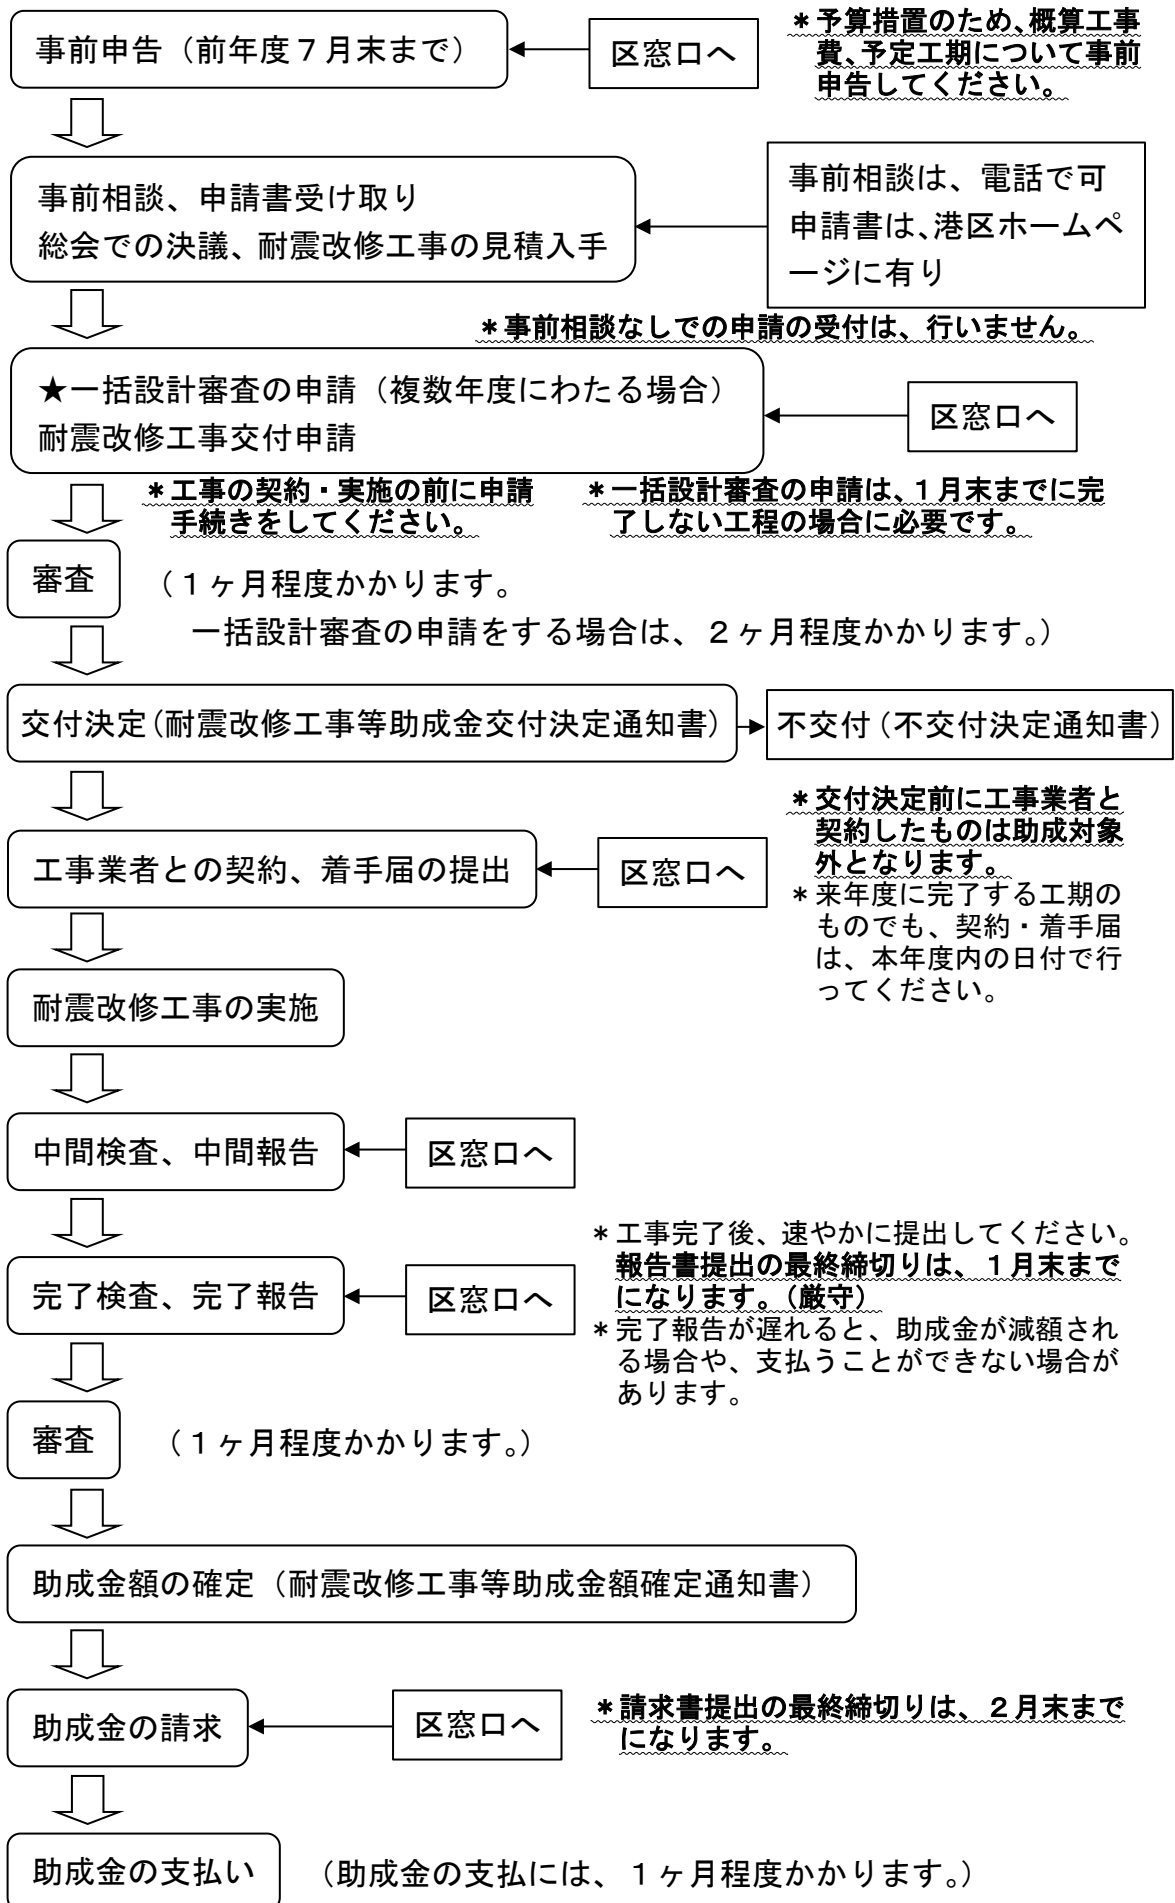 事前申告（前年度７月末まで）
区窓口へ
＊予算措置のため、概算工事
費、予定工期について事前
申告してください。
事前相談、申請書受け取り
総会での決議、耐震改修工事の見積入手
事前相談は、電話で可
申請書は、港区ホームペ
ージに有り
＊事前相談なしでの申請の受付は、行いません。
★一括設計審査の申請（複数年度にわたる場合）
耐震改修工事交付申請
区窓口へ
＊工事の契約・実施の前に申請
手続きをしてください。
＊一括設計審査の申請は、１月末までに完
了しない工程の場合に必要です。
審査
（１ヶ月程度かかります。
一括設計審査の申請をする場合は、２ヶ月程度かかります。）
交付決定（耐震改修工事等助成金交付決定通知書）
不交付（不交付決定通知書）
＊交付決定前に工事業者と
契約したものは助成対象
外となります。
＊来年度に完了する工期の
ものでも、契約・着手届
は、本年度内の日付で行
ってください。
工事業者との契約、着手届の提出
区窓口へ
耐震改修工事の実施
中間検査、中間報告
区窓口へ
＊工事完了後、速やかに提出してください。
報告書提出の最終締切りは、１月末まで
になります。（厳守）
＊完了報告が遅れると、助成金が減額され
る場合や、支払うことができない場合が
あります。
完了検査、完了報告
区窓口へ
審査
（１ヶ月程度かかります。）
助成金額の確定（耐震改修工事等助成金額確定通知書）
助成金の請求
区窓口へ
＊請求書提出の最終締切りは、２月末まで
になります。
助成金の支払い
（助成金の支払には、１ヶ月程度かかります。）